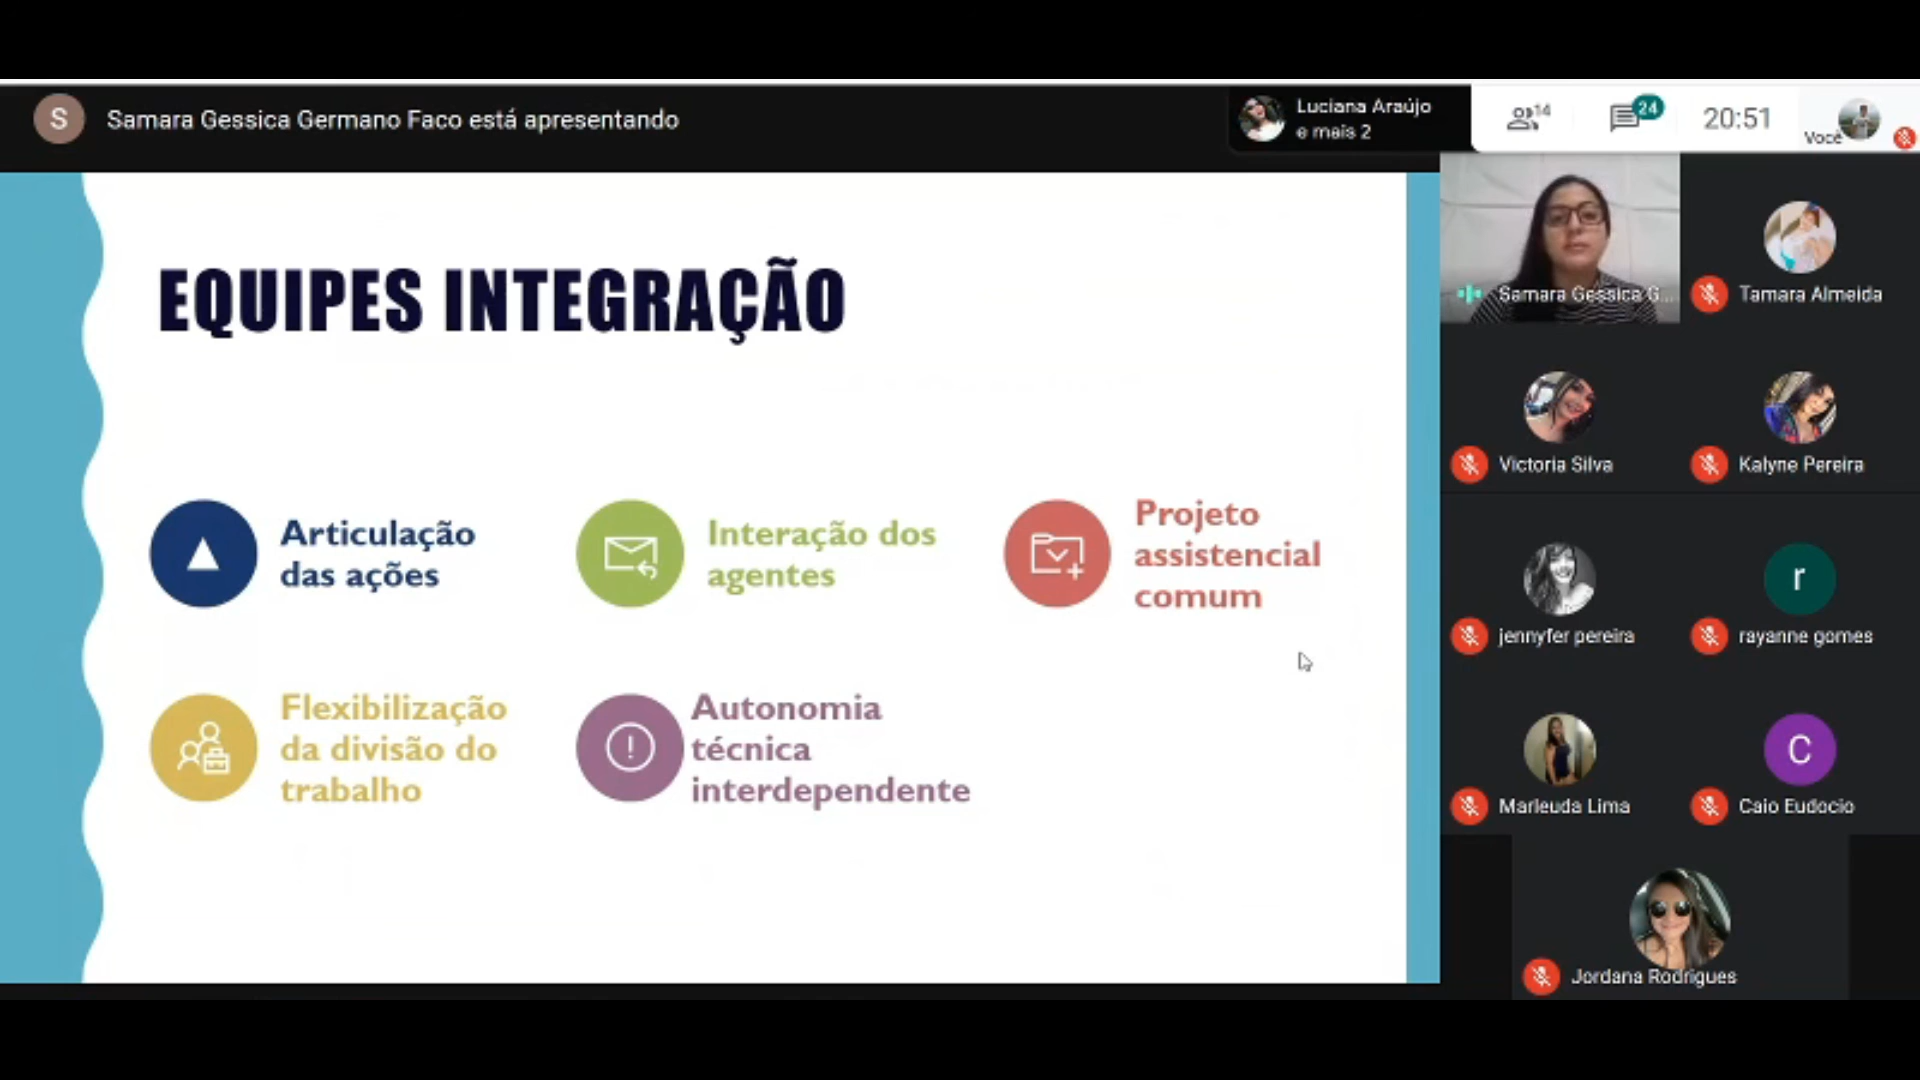 S
Samara Gessica Germano Faco está apresentando
Luciana Araújo
e mais 2
14
24
20:51
Você
EQUIPES INTEGRAÇÃO
Articulação
das ações
Interação dos
agentes
Projeto
assistencial
comum
Flexibilização
da divisão do
trabalho
Autonomia
técnica
interdependente
Samara Gessica G...
Tamara Almeida
Victoria Silva
Kalyne Pereira
jennyfer pereira
r
rayanne gomes
Marleuda Lima
C
Caio Eudocio
Jordana Rodrigues